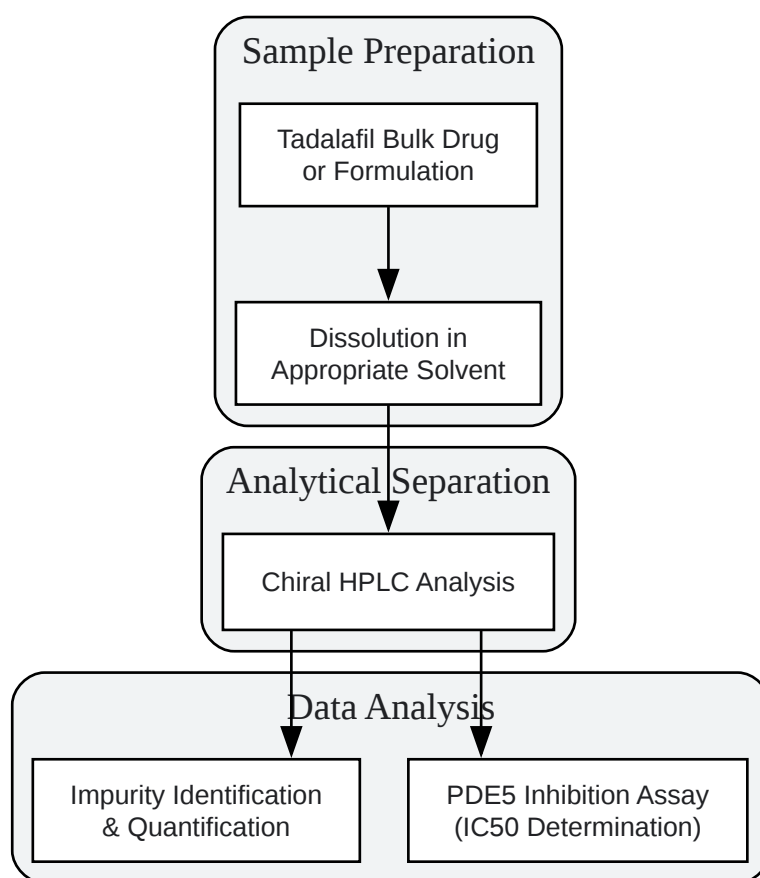 Sample Preparation
Tadalafil Bulk Drug
or Formulation
Dissolution in
Appropriate Solvent
Analytical Separation
Chiral HPLC Analysis
Data Analysis
Impurity Identification
& Quantification
PDE5 Inhibition Assay
(IC50 Determination)